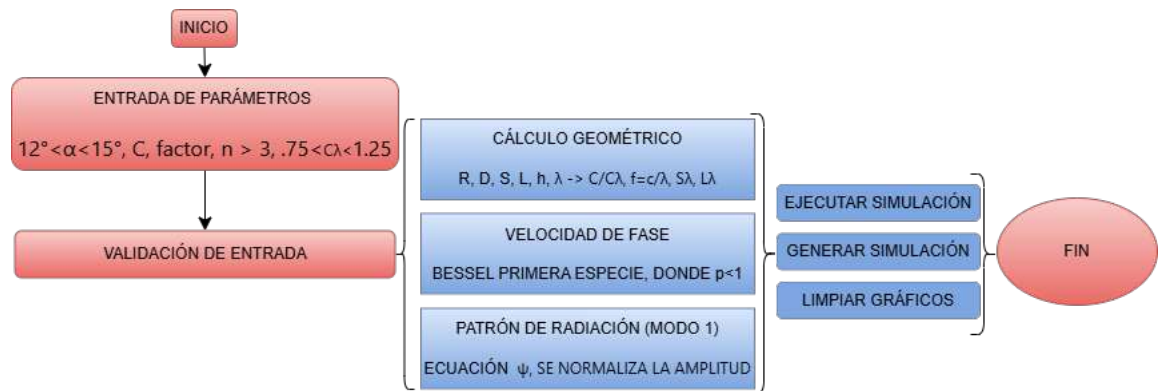 INICIO
ENTRADA DE PARÁMETROS
12°<α<15°, C, factor, n > 3, .75<Cλ<1.25
VALIDACIÓN DE ENTRADA
CÁLCULO GEOMÉTRICO
R, D, S, L, h, λ -> C/Cλ, f=c/λ, Sλ, Lλ
VELOCIDAD DE FASE
BESSEL PRIMERA ESPECIE, DONDE p<1
PATRÓN DE RADIACIÓN (MODO 1)
ECUACIÓN ψ, SE NORMALIZA LA AMPLITUD
EJECUTAR SIMULACIÓN
GENERAR SIMULACIÓN
LIMPIAR GRÁFICOS
FIN